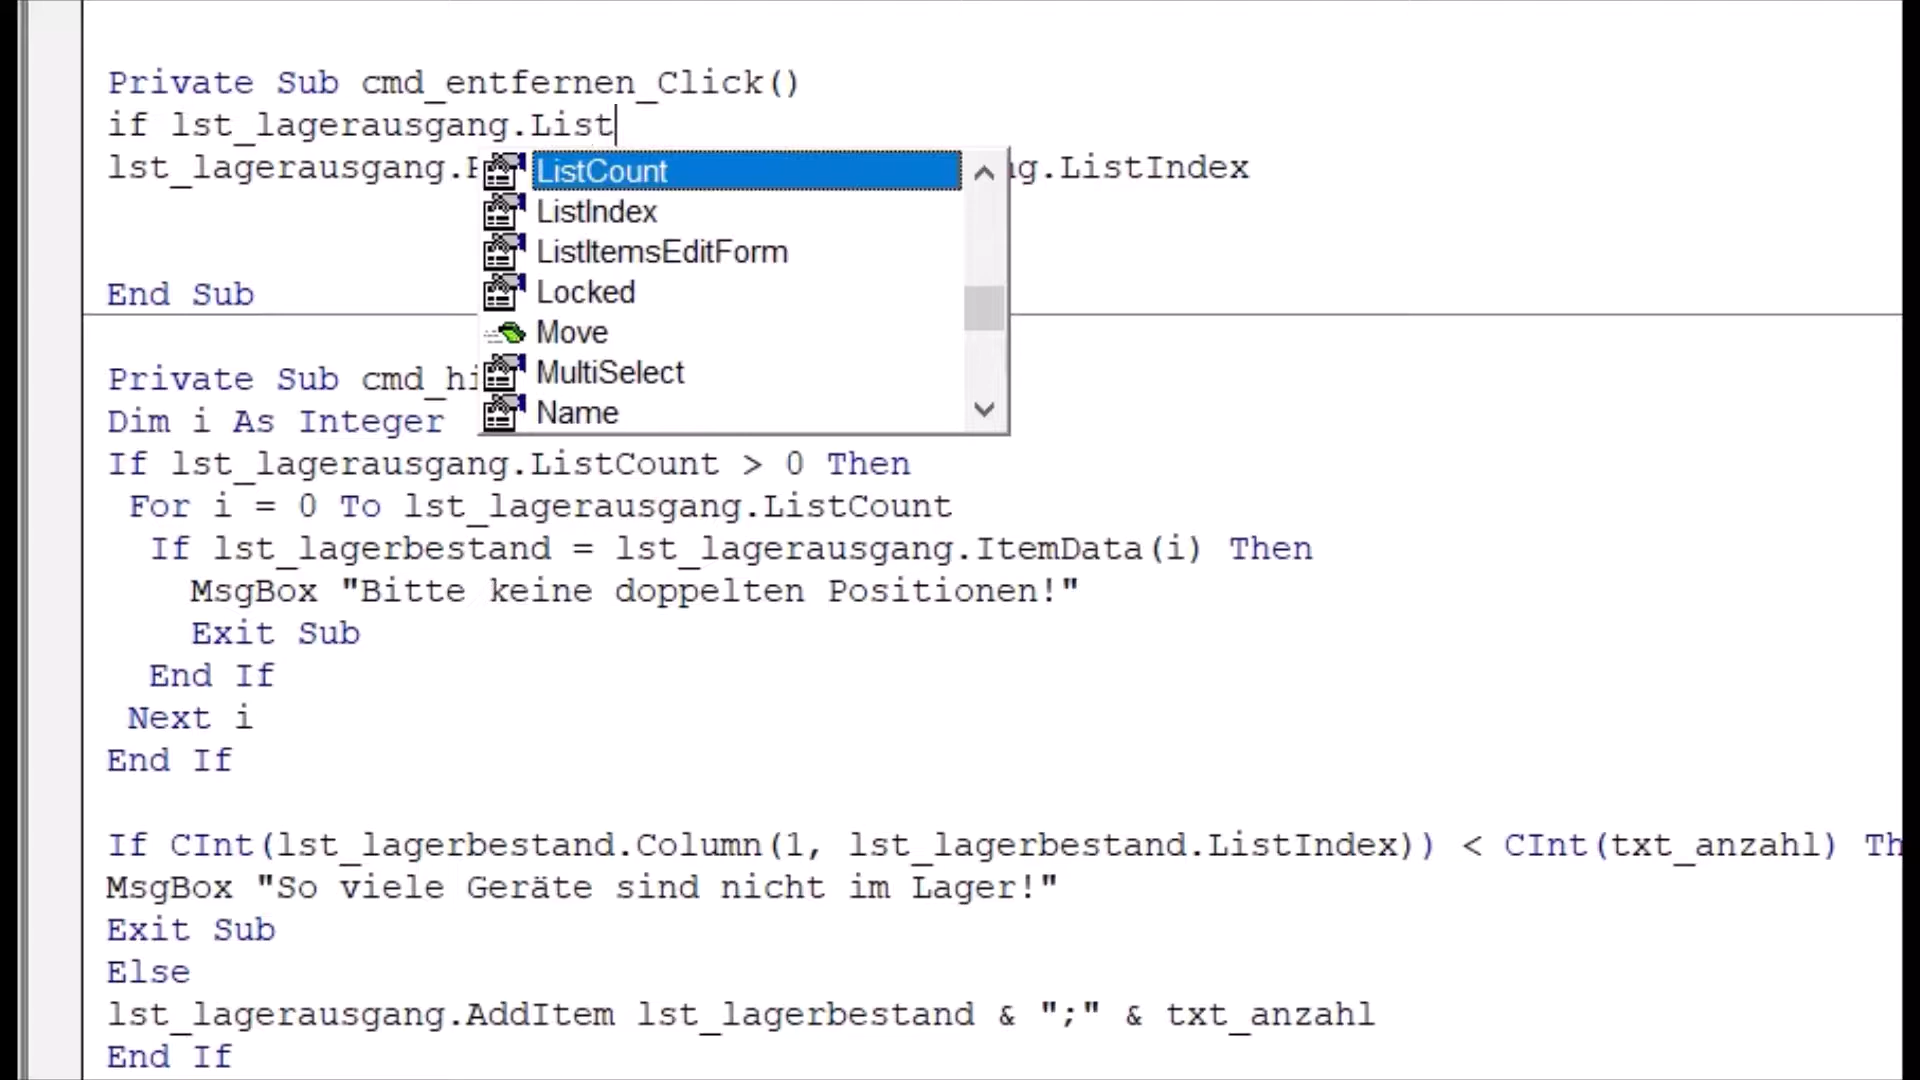 Private Sub cmd_entfernen_Click()
if lst_lagerausgang.List
lst_lagerausgang. g.ListIndex
ListCount
ListIndex
ListItemsEditForm
Locked
Move
MultiSelect
Name
End Sub
Private Sub cmd_hi
Dim i As Integer
If lst_lagerausgang.ListCount > 0 Then
For i = 0 To lst_lagerausgang.ListCount
If lst_lagerbestand = lst_lagerausgang.ItemData(i) Then
MsgBox "Bitte keine doppelten Positionen!"
Exit Sub
End If
Next i
End If
If CInt(lst_lagerbestand.Column(1, lst_lagerbestand.ListIndex)) < CInt(txt_anzahl) Th
MsgBox "So viele Geräte sind nicht im Lager!"
Exit Sub
Else
lst_lagerausgang.AddItem lst_lagerbestand & ";" & txt_anzahl
End If